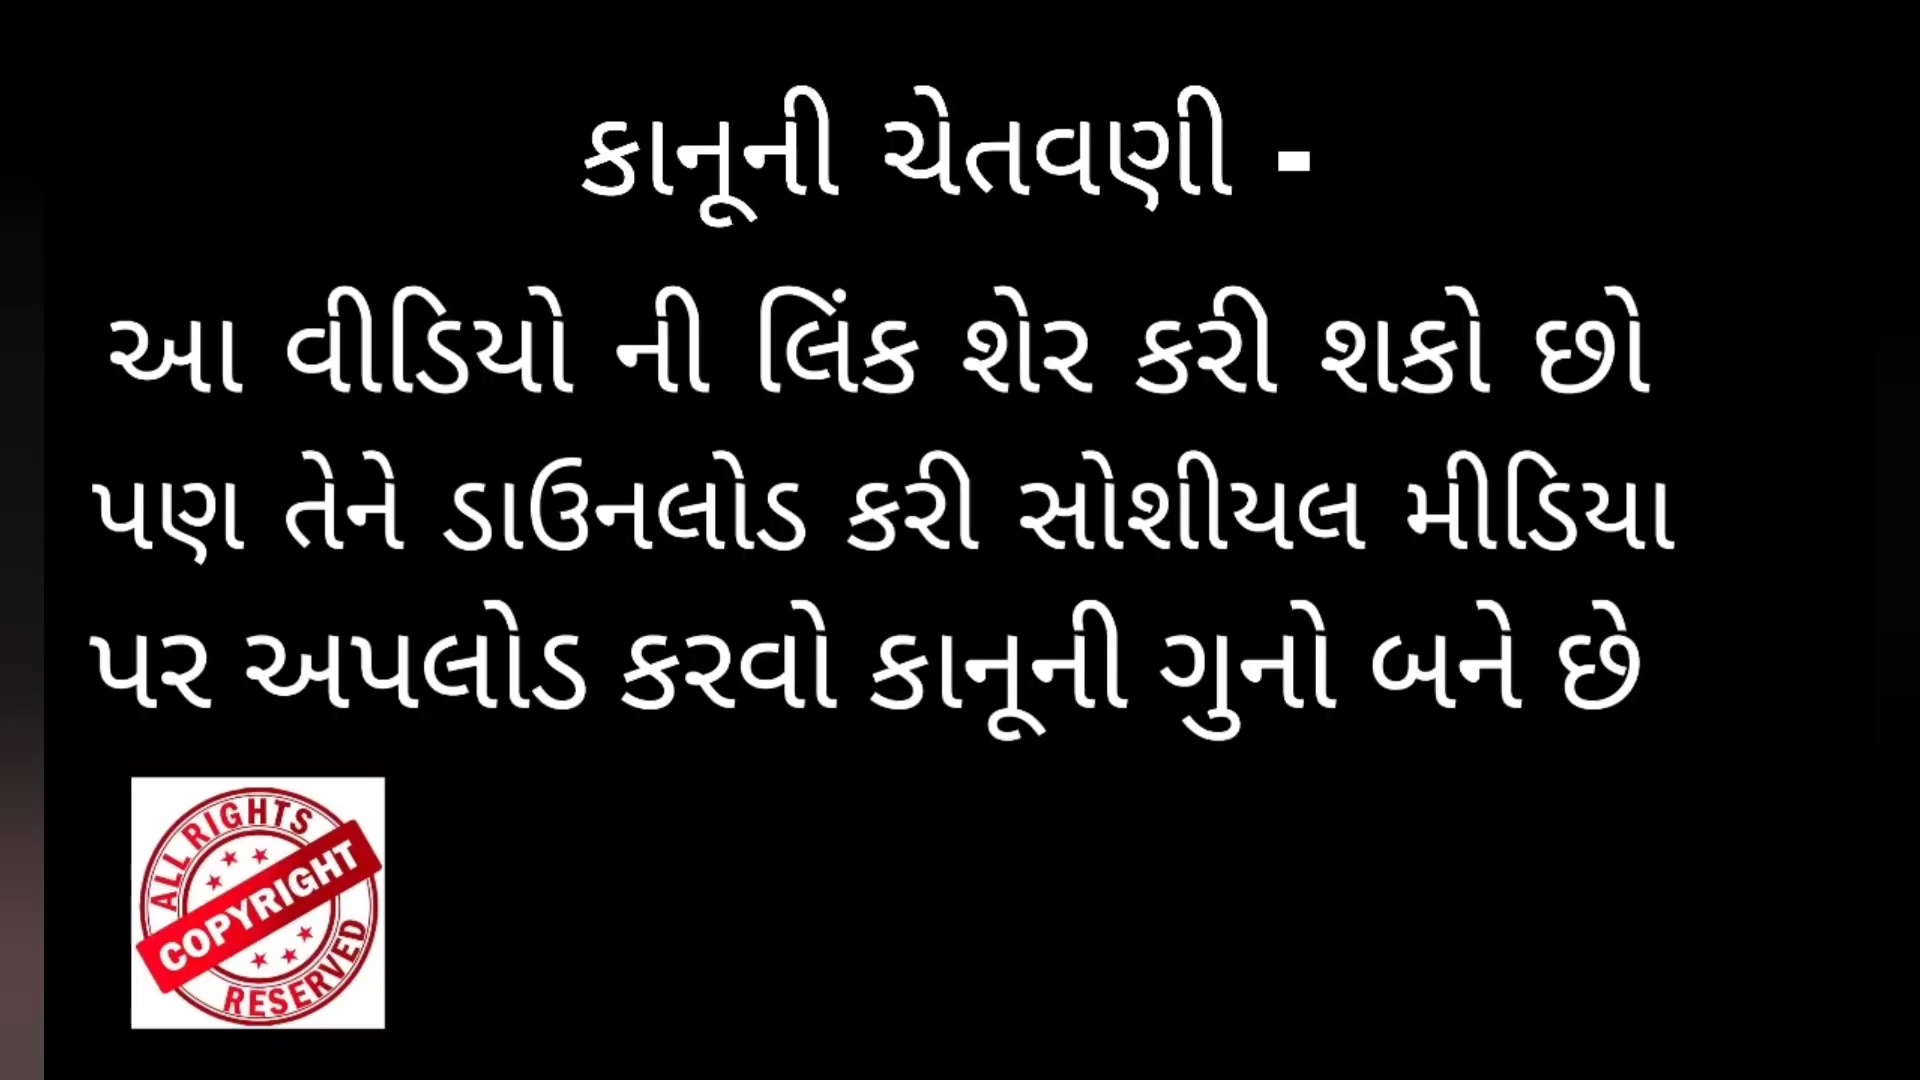 કાનૂની ચેતવણી -
આ વીડિયો ની લિંક શેર કરી શકો છો
પણ તેને ડાઉનલોડ કરી સોશીયલ મીડિયા
પર અપલોડ કરવો કાનૂની ગુનો બને છે
ALL RIGHTS
COPYRIGHT
RESERVED